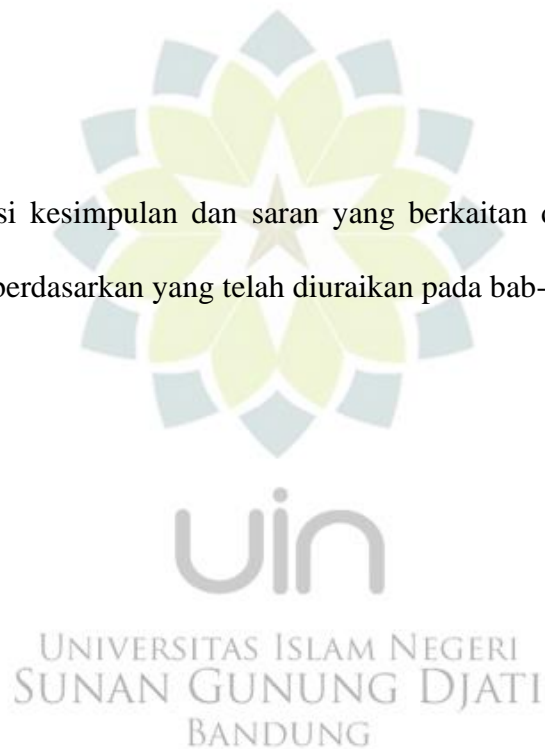 si kesimpulan dan saran yang berkaitan
berdasarkan yang telah diuraikan pada bab-
uin
UNIVERSITAS ISLAM NEGERI
SUNAN GUNUNG DJATI
BANDUNG